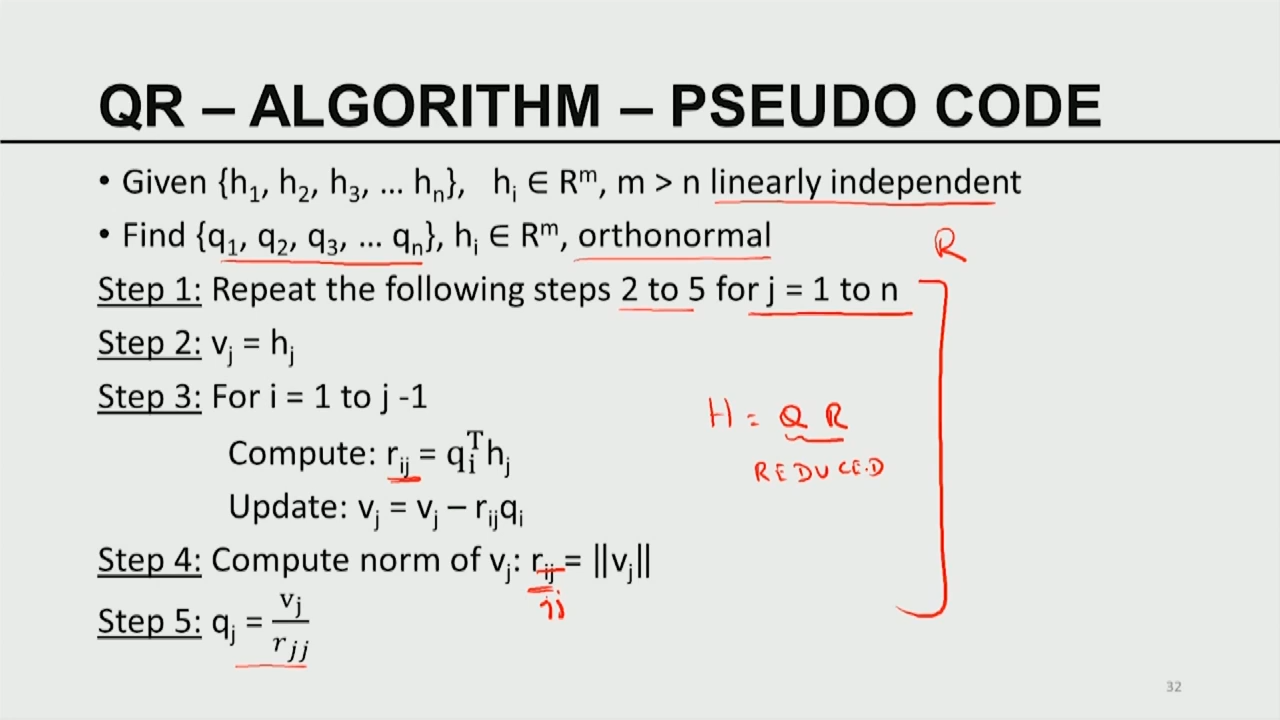 QR – ALGORITHM – PSEUDO CODE
• Given {h1, h2, h3, ... hn}, hi ∈ Rm, m > n linearly independent
• Find {q1, q2, q3, ... qn}, hi ∈ Rm, orthonormal
R
Step 1: Repeat the following steps 2 to 5 for j = 1 to n
Step 2: vj = hj
Step 3: For i = 1 to j -1
H = Q R
Compute: rij = qiThj
REDUCED
Update: vj = vj – rijqi
Step 4: Compute norm of vj: rij = ||vj||
jj
Step 5: qj = vj / rjj
32